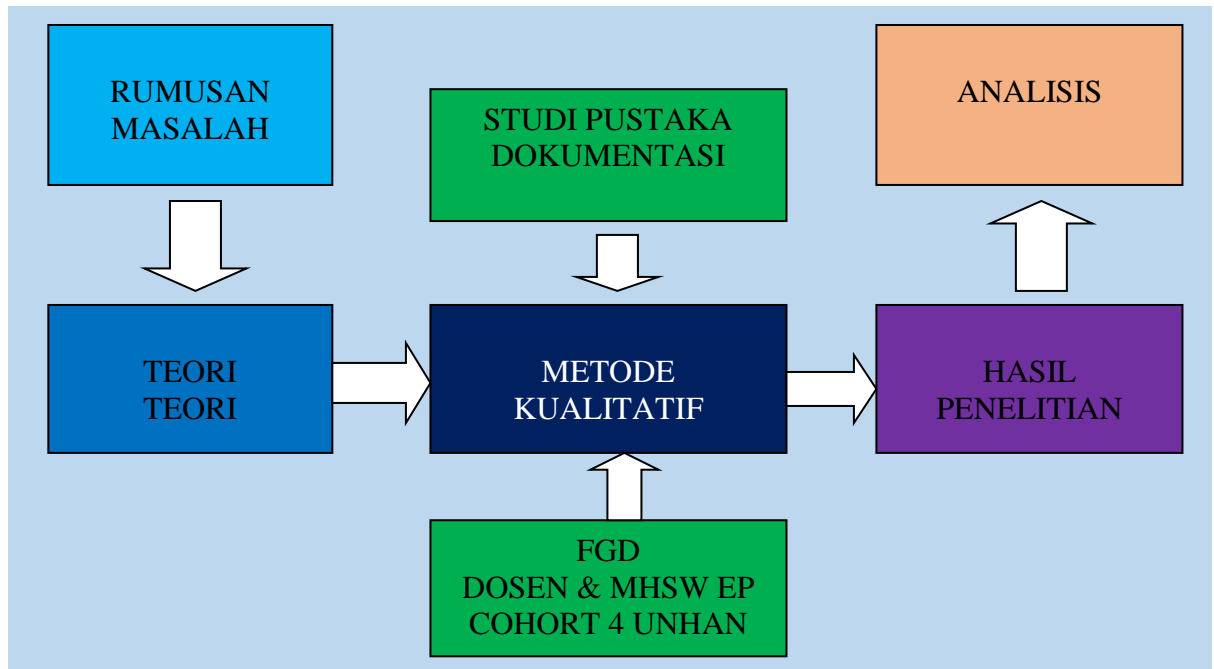 RUMUSAN
MASALAH
STUDI PUSTAKA
DOKUMENTASI
ANALISIS
TEORI
TEORI
METODE
KUALITATIF
HASIL
PENELITIAN
FGD
DOSEN & MHSW EP
COHORT 4 UNHAN